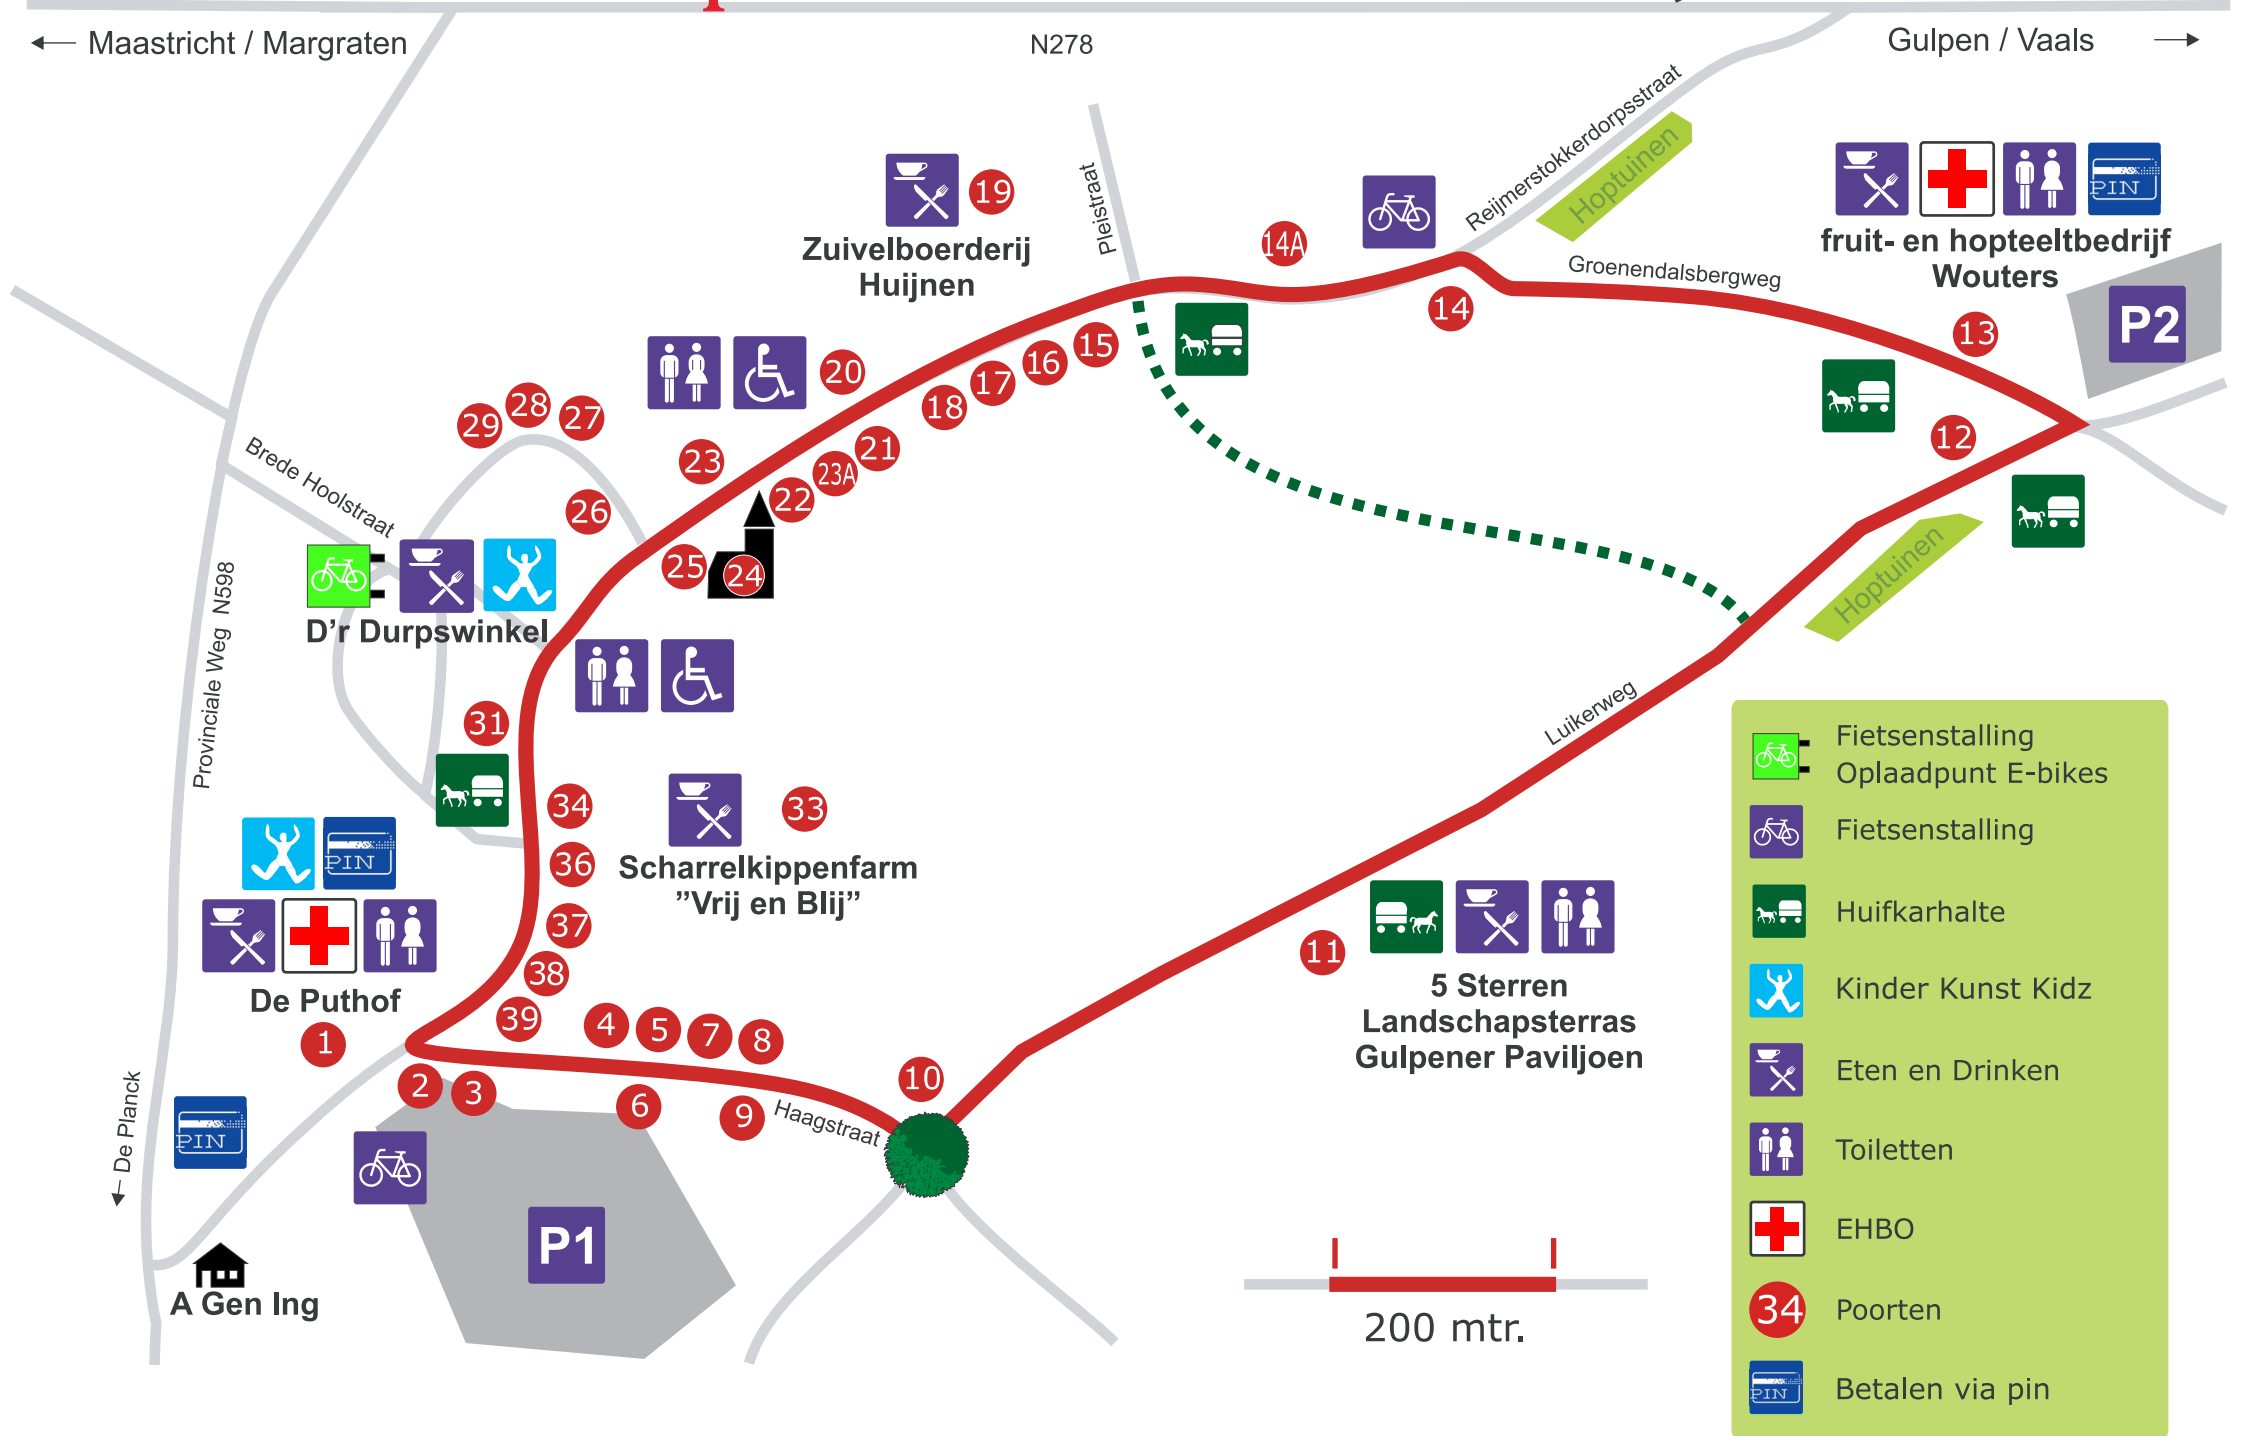 ← Maastricht / Margraten
N278
Gulpen / Vaals →
Reijmerstokkerdorpsstraat
Hoptuinen
Pleistraat
19
Zuivelboerderij
Huijnen
14A
Groenendalsbergweg
14
PIN
fruit- en hopteeltbedrijf
Wouters
P2
13
12
15
16
17
18
20
21
23A
22
23
24
25
26
27
28
29
Brede Hoolstraat
D’r Durpswinkel
Provinciale Weg N598
Hoptuinen
Luikerweg
31
34
33
36
Scharrelkippenfarm
”Vrij en Blij”
37
38
39
PIN
De Puthof
1
2
3
4
5
7
8
6
9
Haagstraat
10
11
5 Sterren
Landschapsterras
Gulpener Paviljoen
← De Planck
PIN
P1
A Gen Ing
200 mtr.
Fietsenstalling
Oplaadpunt E-bikes
Fietsenstalling
Huifkarhalte
Kinder Kunst Kidz
Eten en Drinken
Toiletten
EHBO
34 Poorten
PIN Betalen via pin